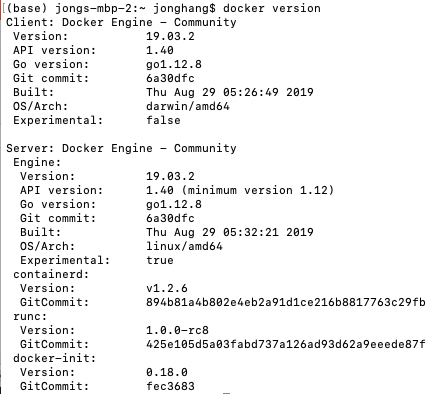 (base) jongs-mbp-2:~ jonghang$ docker version
Client: Docker Engine - Community
Version: 19.03.2
API version: 1.40
Go version: go1.12.8
Git commit: 6a30dfc
Built: Thu Aug 29 05:26:49 2019
OS/Arch: darwin/amd64
Experimental: false
Server: Docker Engine - Community
Engine:
Version: 19.03.2
API version: 1.40 (minimum version 1.12)
Go version: go1.12.8
Git commit: 6a30dfc
Built: Thu Aug 29 05:32:21 2019
OS/Arch: linux/amd64
Experimental: true
containerd:
Version: v1.2.6
GitCommit: 894b81a4b802e4eb2a91d1ce216b8817763c29fb
runc:
Version: 1.0.0-rc8
GitCommit: 425e105d5a03fabd737a126ad93d62a9eeede87f
docker-init:
Version: 0.18.0
GitCommit: fec3683